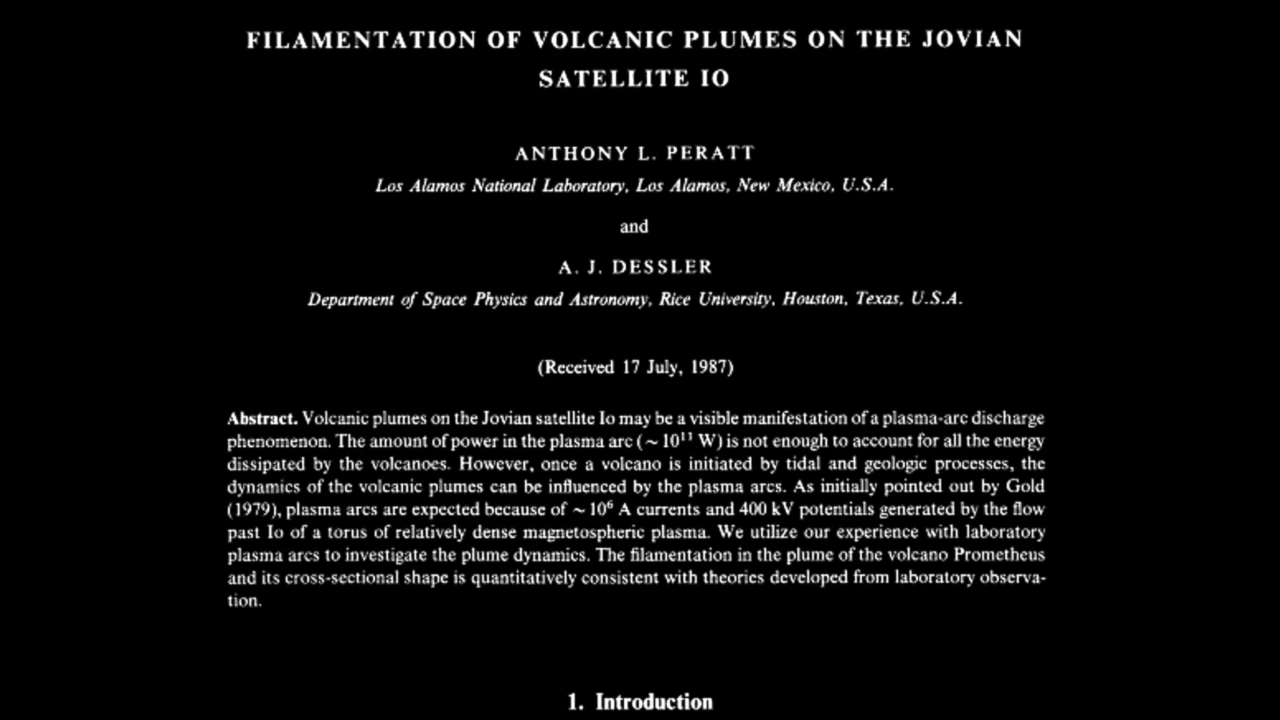 FILAMENTATION OF VOLCANIC PLUMES ON THE JOVIAN
SATELLITE IO
ANTHONY L. PERATT
Los Alamos National Laboratory, Los Alamos, New Mexico, U.S.A.
and
A. J. DESSLER
Department of Space Physics and Astronomy, Rice University, Houston, Texas, U.S.A.
(Received 17 July, 1987)
Abstract. Volcanic plumes on the Jovian satellite Io may be a visible manifestation of a plasma-arc discharge
phenomenon. The amount of power in the plasma arc (~ 10¹¹ W) is not enough to account for all the energy
dissipated by the volcanoes. However, once a volcano is initiated by tidal and geologic processes, the
dynamics of the volcanic plumes can be influenced by the plasma arcs. As initially pointed out by Gold
(1979), plasma arcs are expected because of ~ 10⁶ A currents and 400 kV potentials generated by the flow
past Io of a torus of relatively dense magnetospheric plasma. We utilize our experience with laboratory
plasma arcs to investigate the plume dynamics. The filamentation in the plume of the volcano Prometheus
and its cross-sectional shape is quantitatively consistent with theories developed from laboratory observa-
tion.
1. Introduction